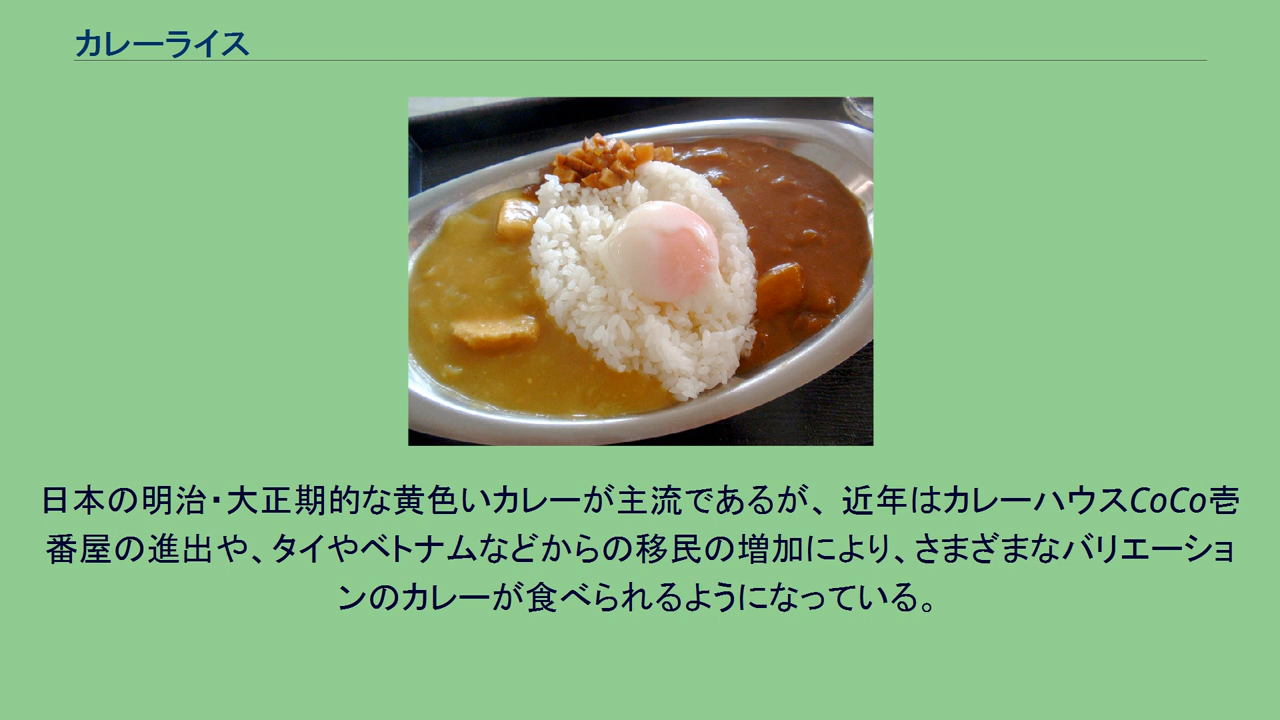 カレーライス
日本の明治・大正期的な黄色いカレーが主流であるが、近年はカレーハウスCoCo壱
番屋の進出や、タイやベトナムなどからの移民の増加により、さまざまなバリエーショ
ンのカレーが食べられるようになっている。